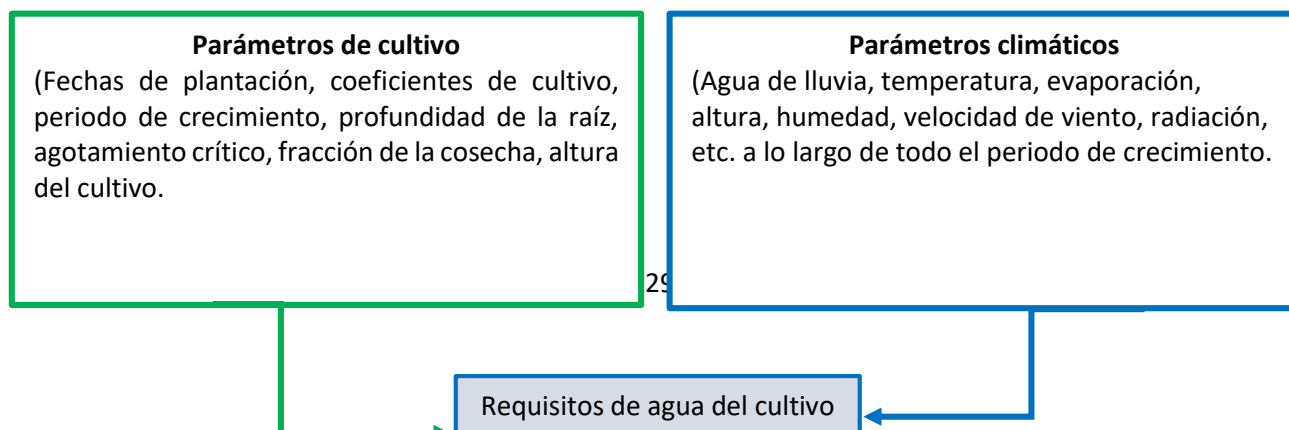 Parámetros de cultivo
(Fechas de plantación, coeficientes de cultivo,
periodo de crecimiento, profundidad de la raíz,
agotamiento crítico, fracción de la cosecha, altura
del cultivo.
Parámetros climáticos
(Agua de lluvia, temperatura, evaporación,
altura, humedad, velocidad de viento, radiación,
etc. a lo largo de todo el periodo de crecimiento.
29
Requisitos de agua del cultivo